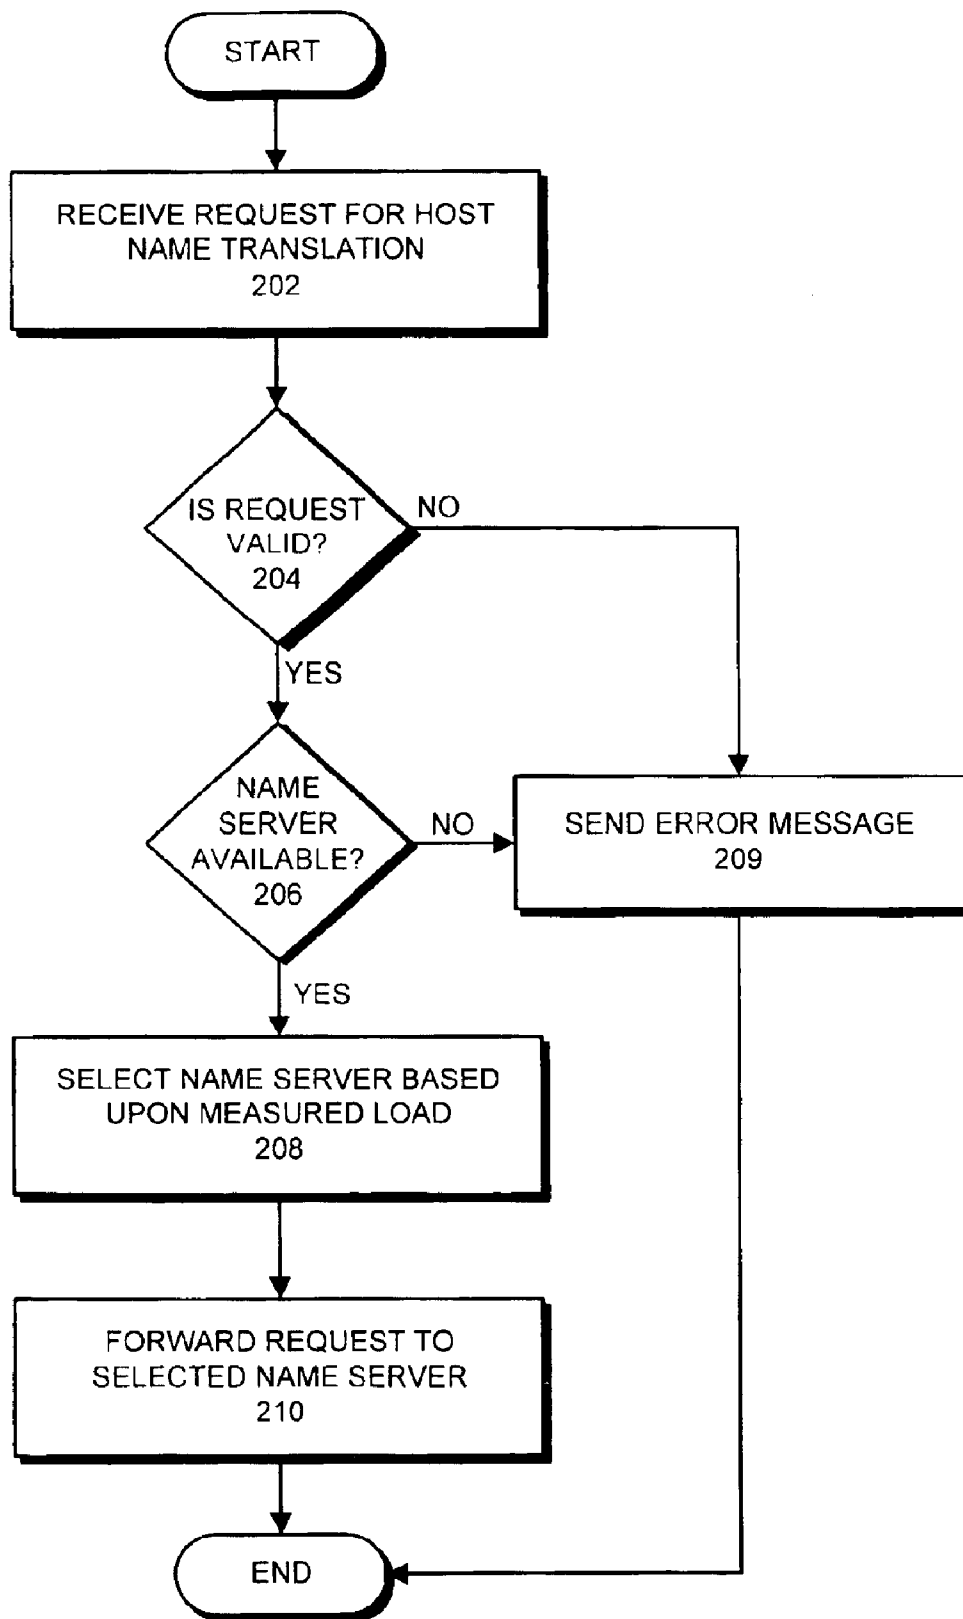 START
RECEIVE REQUEST FOR HOST
NAME TRANSLATION
202
IS REQUEST
VALID?
204
NO
YES
NAME
SERVER
AVAILABLE?
206
NO
SEND ERROR MESSAGE
209
YES
SELECT NAME SERVER BASED
UPON MEASURED LOAD
208
FORWARD REQUEST TO
SELECTED NAME SERVER
210
END